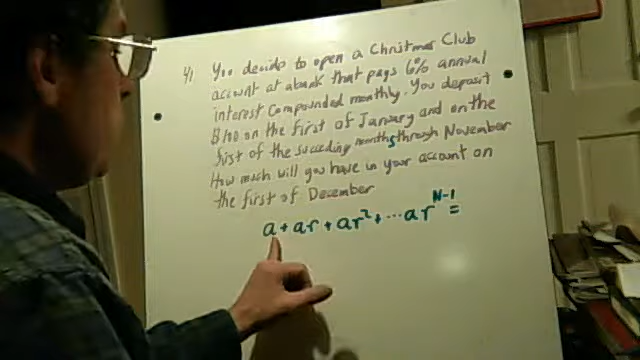 41 You decide to open a Christmas Club
account at a bank that pays 6% annual
interest compounded monthly. You deposit
$100 on the first of January and on the
first of the succeeding months through November
How much will you have in your account on
the first of December
a + ar + ar² + ... ar^N-1 =